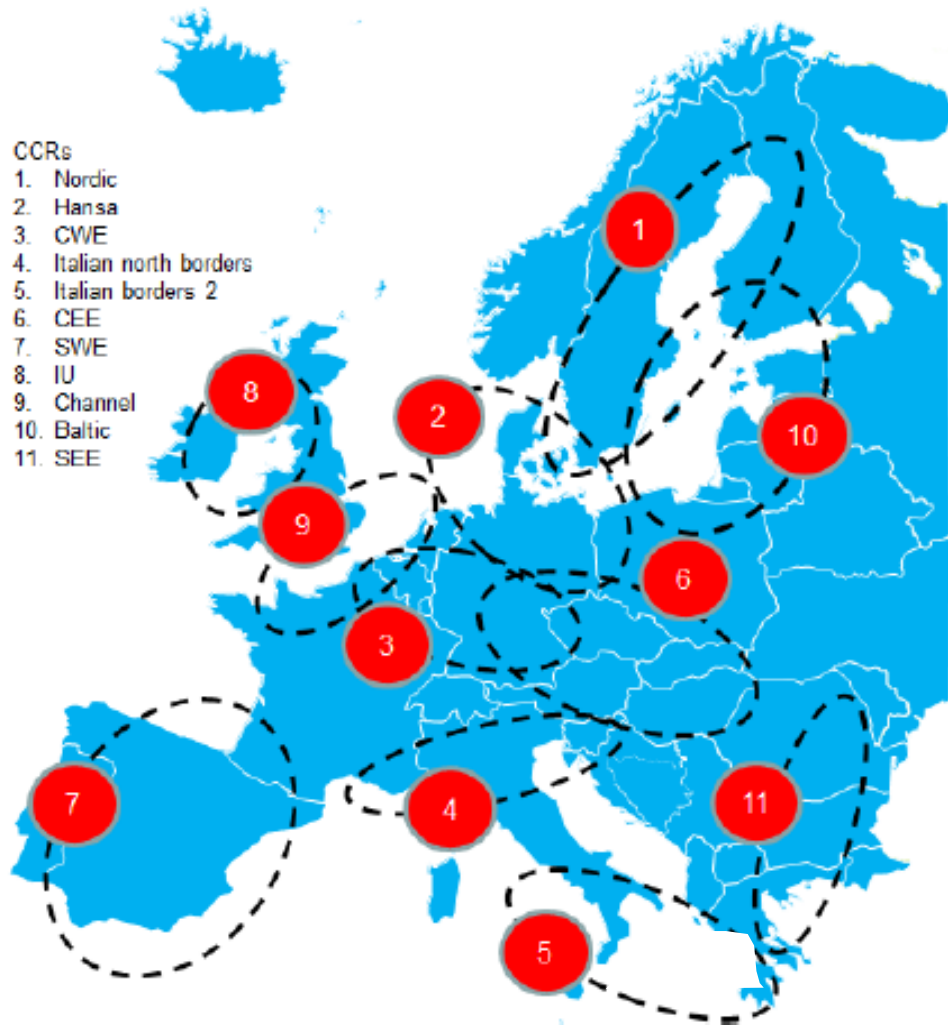 CCRs
1. Nordic
2. Hansa
3. CWE
4. Italian north borders
5. Italian borders 2
6. CEE
7. SWE
8. IU
9. Channel
10. Baltic
11. SEE
1
2
8
10
9
6
3
7
4
11
5